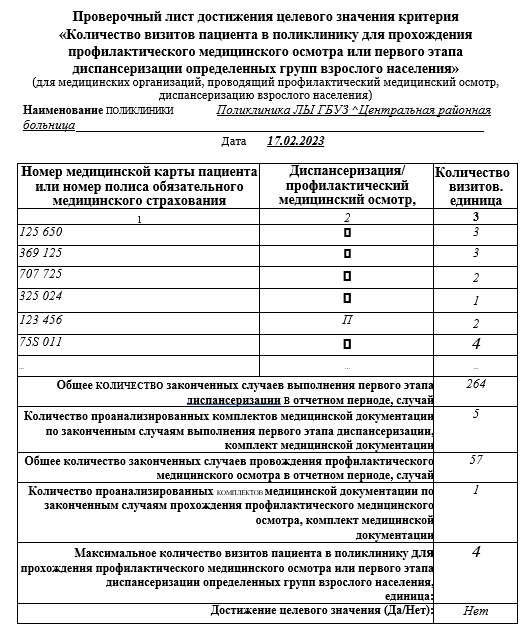 Проверочный лист достижения целевого значения критерия
«Количество визитов пациента в поликлинику для прохождения
профилактического медицинского осмотра или первого этапа
диспансеризации определенных групп взрослого населения»
(для медицинских организаций, проводящий профилактический медицинский осмотр,
диспансеризацию взрослого населения)
Наименование ПОЛИКЛИНИКИ Поликлиника ЛЫ ГБУЗ ^Центральная районная
больница
Дата 17.02.2023
Номер медицинской карты пациента
или номер полиса обязательного
медицинского страхования
Диспансеризация/
профилактический
медицинский осмотр,
Количество
визитов.
единица
1 2 3
125 650 □ 3
369 125 □ 3
707 725 □ 2
325 024 □ 1
123 456 П 2
75S 011 □ 4
... ... ...
Общее КОЛИЧЕСТВО законченных случаев выполнения первого этапа
диспансеризации в отчетном периоде, случай
264
Количество проанализированных комплектов медицинской документации
по законченным случаям выполнения первого этапа диспансеризации,
комплект медицинской документации
5
Общее количество законченных случаев провождения профилактического
медицинского осмотра в отчетном периоде, случай
57
Количество проанализированных КОМПЛЕКТОВ медицинской документации по
законченным случаям прохождения профилактического медицинского
осмотра, комплект медицинской
документации
1
Максимальное количество визитов пациента в поликлинику для
прохождения профилактического медицинского осмотра или первого этапа
диспансеризации определенных групп взрослого населения,
единица:
4
Достижение целевого значения (Да/Нет): Нет